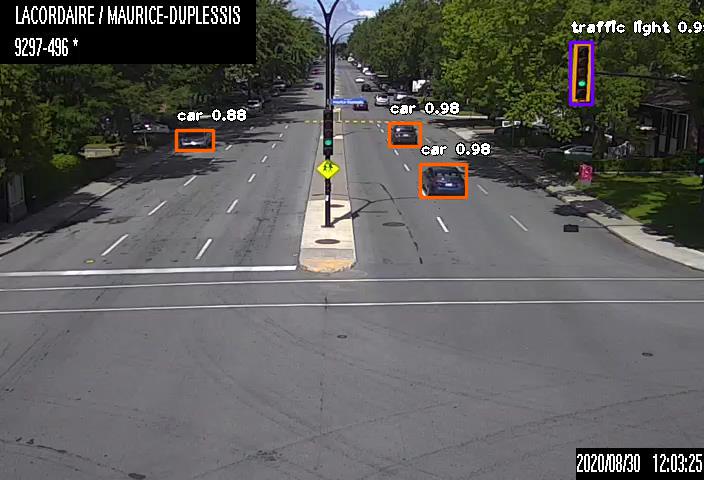 LACORDAIRE / MAURICE-DUPLESSIS
9297-496 *
traffic light 0.9
car 0.88
car 0.98
car 0.98
2020/08/30 12:03:25